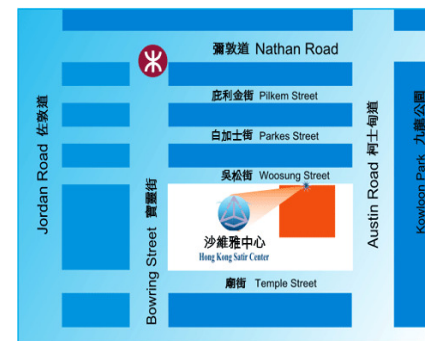 彌敦道 Nathan Road
庇利金街 Pilkem Street
白加士街 Parkes Street
吳松街 Woosung Street
沙維雅中心
Hong Kong Satir Center
廟街 Temple Street
Jordan Road 佐敦道
Bowring Street 寶靈街
Austin Road 柯士甸道
Kowloon Park 九龍公園